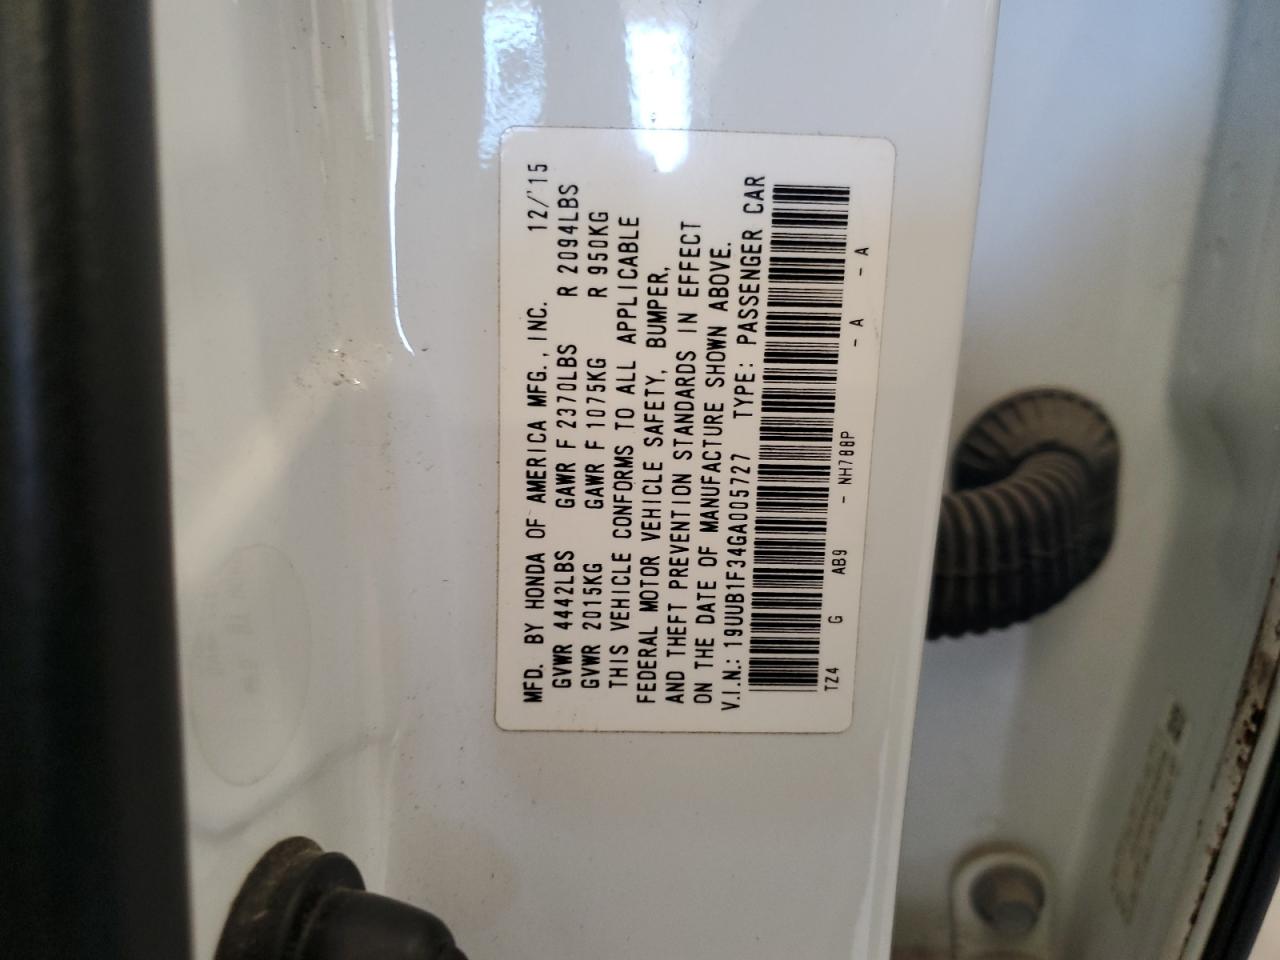 MFD. BY HONDA OF AMERICA MFG., INC. 12/'15
GVWR 4442LBS GAWR F 2370LBS R 2094LBS
GVWR 2015KG GAWR F 1075KG R 950KG
THIS VEHICLE CONFORMS TO ALL APPLICABLE
FEDERAL MOTOR VEHICLE SAFETY, BUMPER,
AND THEFT PREVENTION STANDARDS IN EFFECT
ON THE DATE OF MANUFACTURE SHOWN ABOVE.
V.I.N.: 19UUB1F34GA005727 TYPE: PASSENGER CAR
TZ4 G AB9 - NH788P - A - A